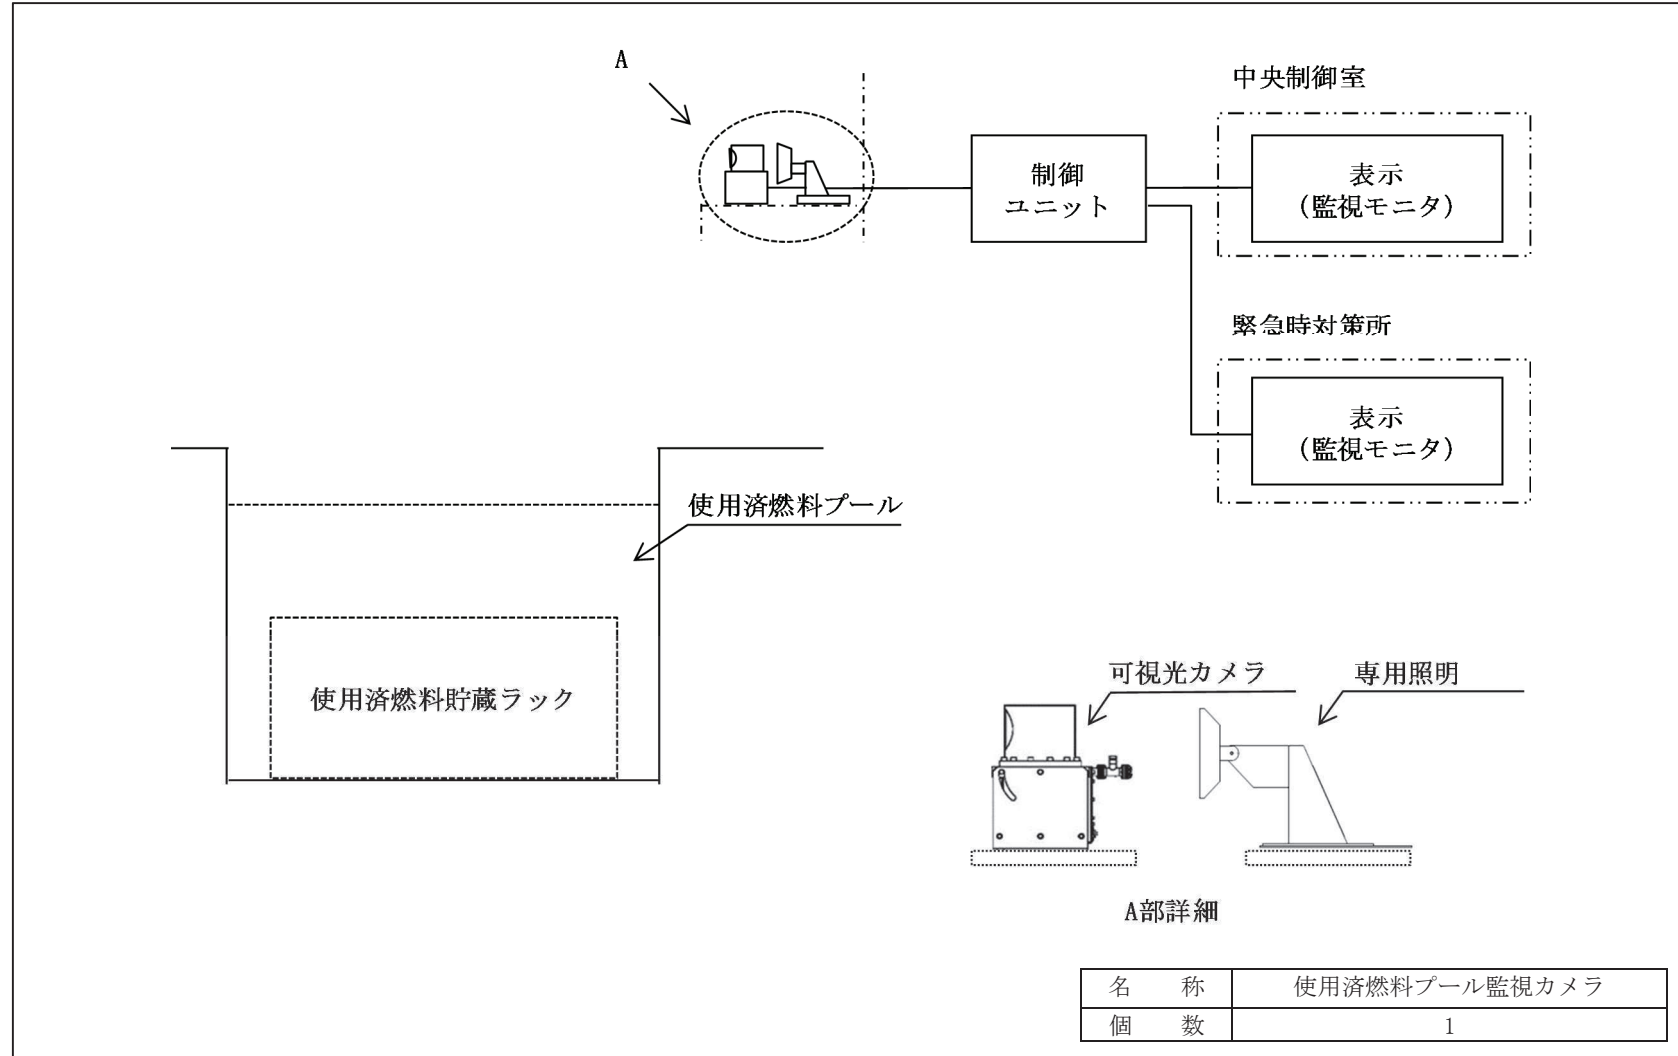 A
中央制御室
制御
ユニット
表示
(監視モニタ)
緊急時対策所
表示
(監視モニタ)
使用済燃料プール
使用済燃料貯蔵ラック
可視光カメラ
専用照明
A部詳細
名 称 使用済燃料プール監視カメラ
個 数 1